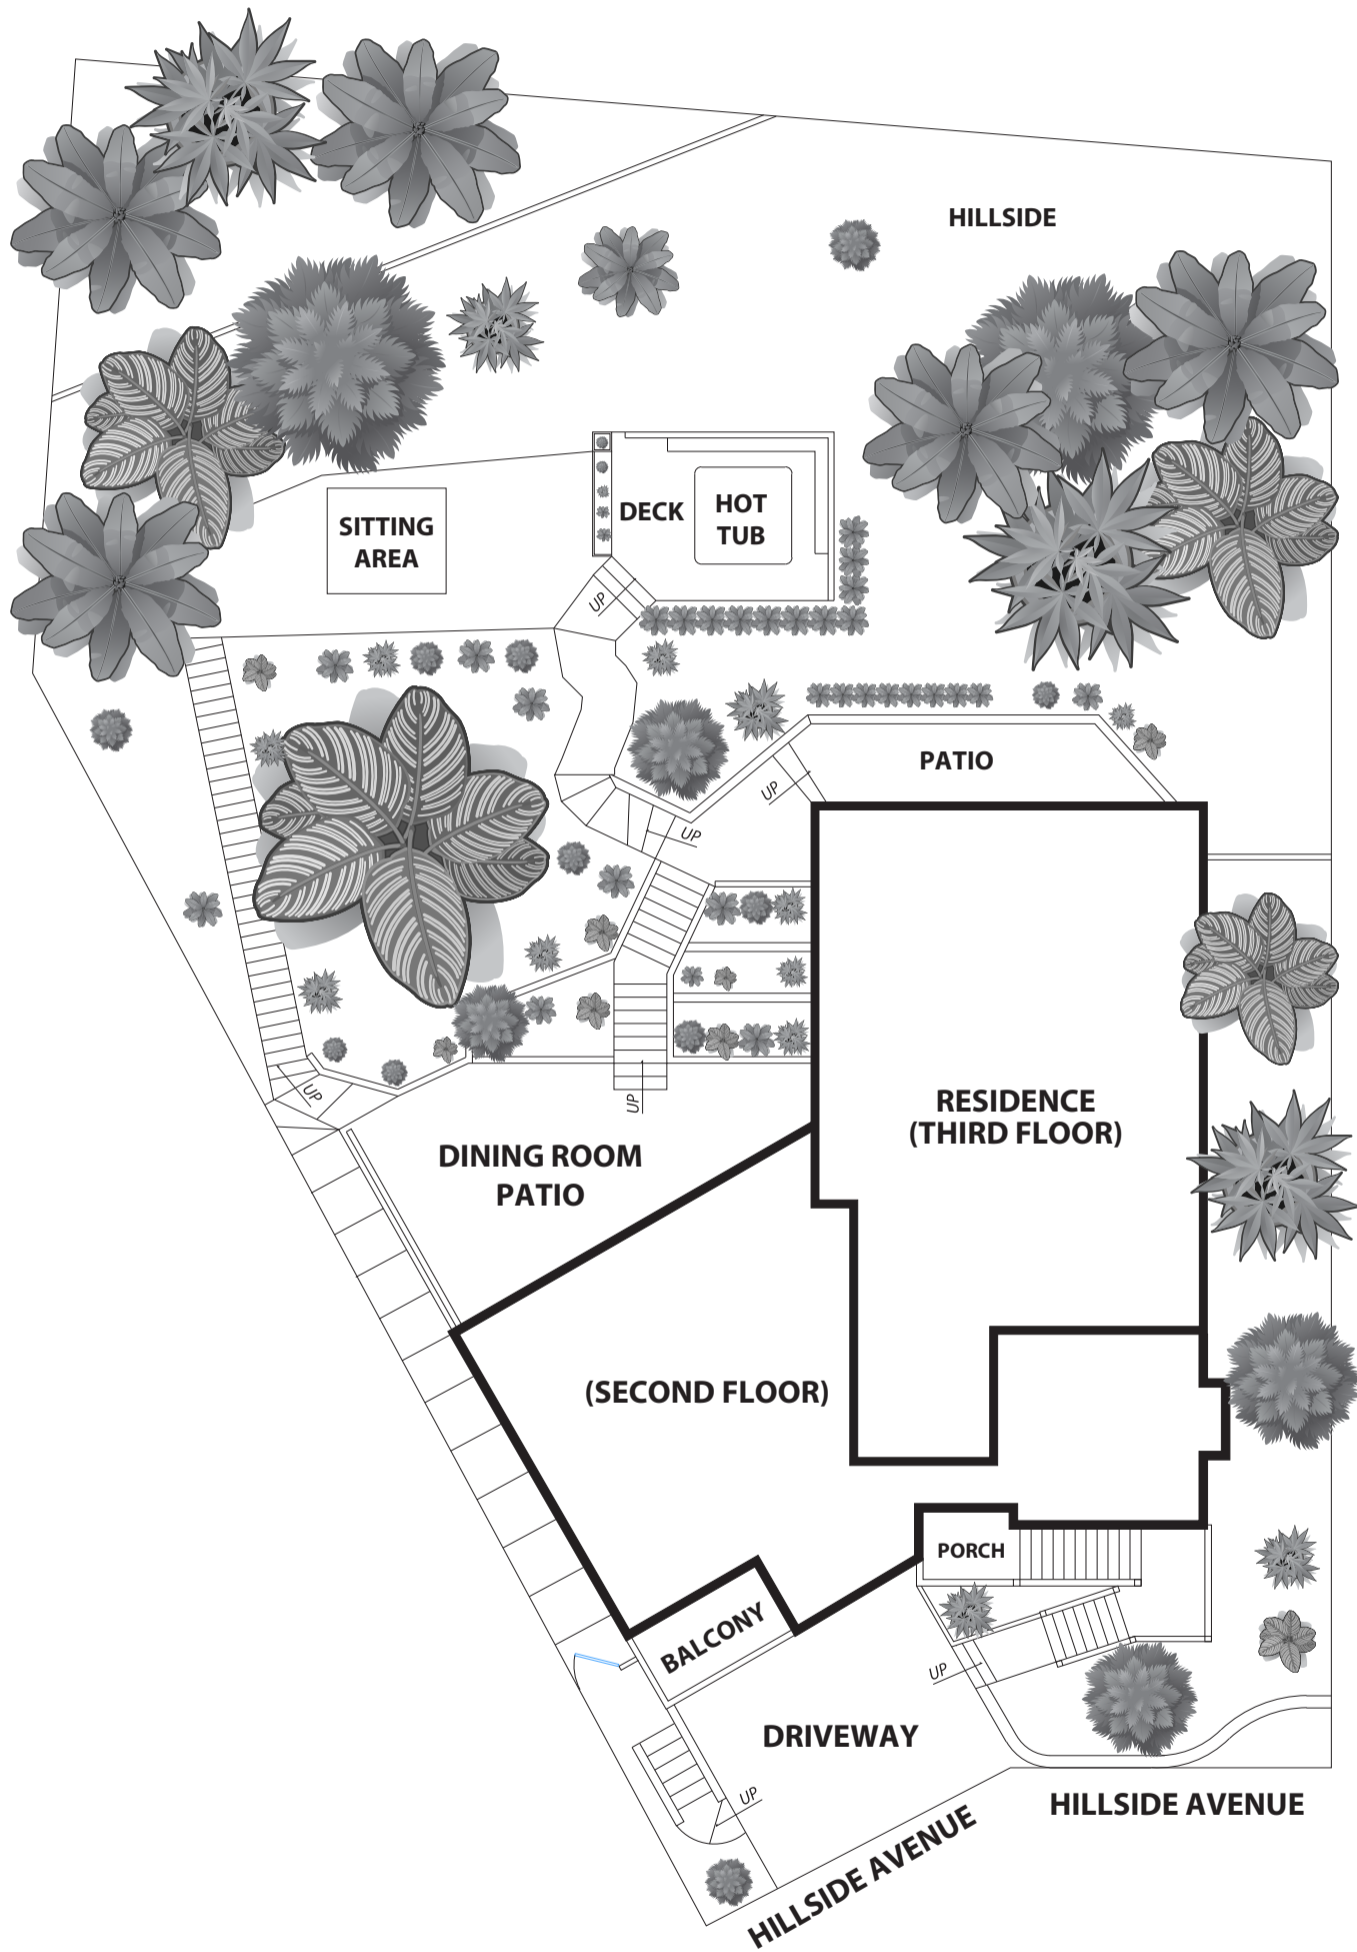 HILLSIDE
SITTING
AREA
DECK
HOT
TUB
UP
PATIO
UP
UP
RESIDENCE
(THIRD FLOOR)
UP
UP
DINING ROOM
PATIO
(SECOND FLOOR)
PORCH
BALCONY
UP
DRIVEWAY
UP
HILLSIDE AVENUE
HILLSIDE AVENUE